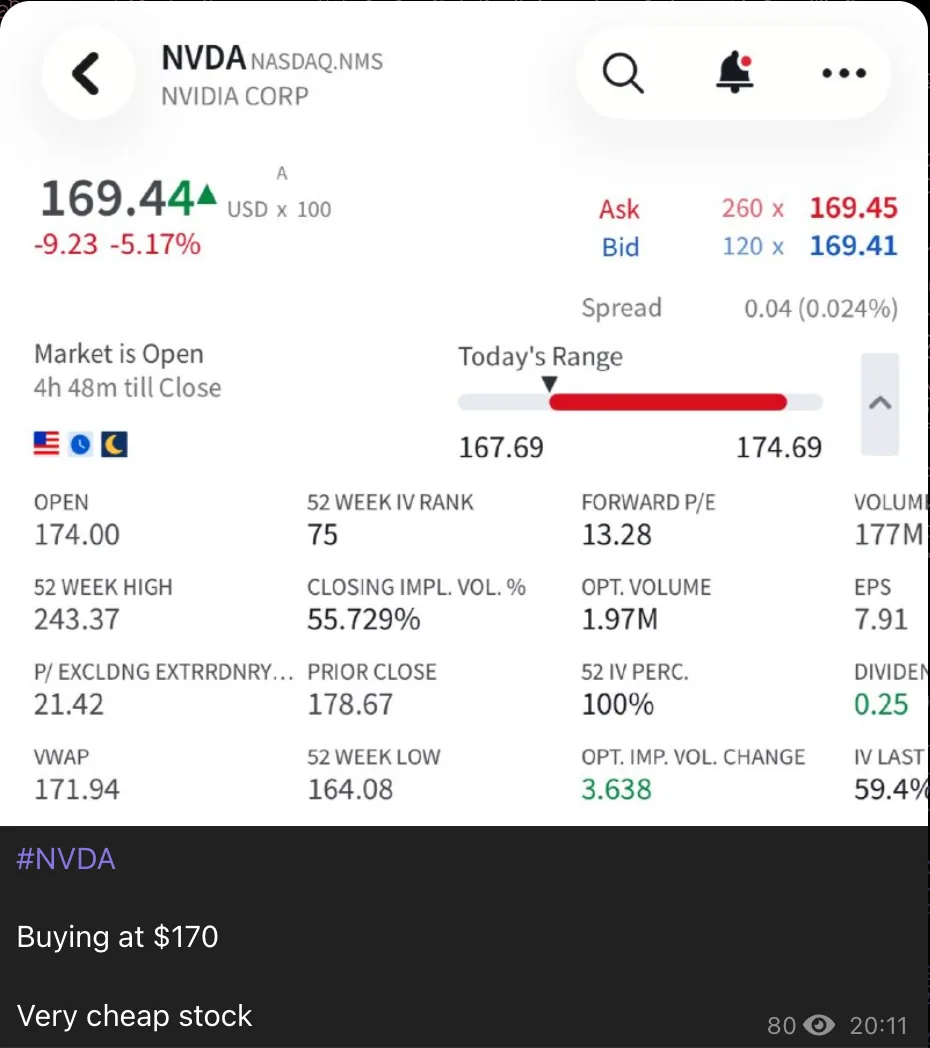 NVDA NASDAQ.NMS
NVIDIA CORP
A
169.44 USD x 100
-9.23 -5.17%
Ask 260 x 169.45
Bid 120 x 169.41
Spread 0.04 (0.024%)
Market is Open
4h 48m till Close
Today's Range
167.69 174.69
OPEN 52 WEEK IV RANK FORWARD P/E VOLUM
174.00 75 13.28 177M
52 WEEK HIGH CLOSING IMPL. VOL. % OPT. VOLUME EPS
243.37 55.729% 1.97M 7.91
P/ EXCLDNG EXTRRDNRY... PRIOR CLOSE 52 IV PERC. DIVIDEN
21.42 178.67 100% 0.25
VWAP 52 WEEK LOW OPT. IMP. VOL. CHANGE IV LAST
171.94 164.08 3.638 59.4%
#NVDA
Buying at $170
Very cheap stock
80 20:11